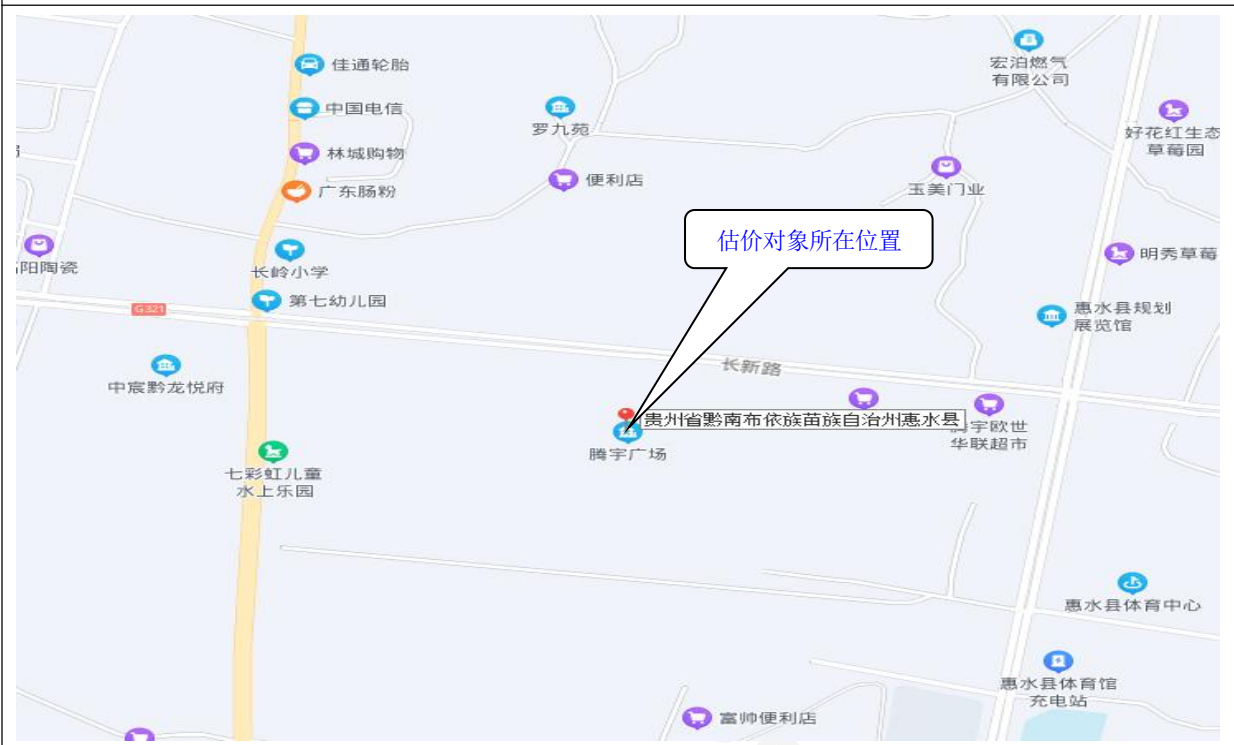 佳通轮胎
中国电信
林城购物
广东肠粉
罗九苑
便利店
宏泊燃气
有限公司
好花红生态
草莓园
玉美门业
估价对象所在位置
明秀草莓
阳陶瓷
长岭小学
第七幼儿园
G321
惠水县规划
展览馆
中宸黔龙悦府
长新路
贵州省黔南布依族苗族自治州惠水县
腾宇广场
宇欧世
华联超市
七彩虹儿童
水上乐园
惠水县体育中心
惠水县体育馆
充电站
富帅便利店